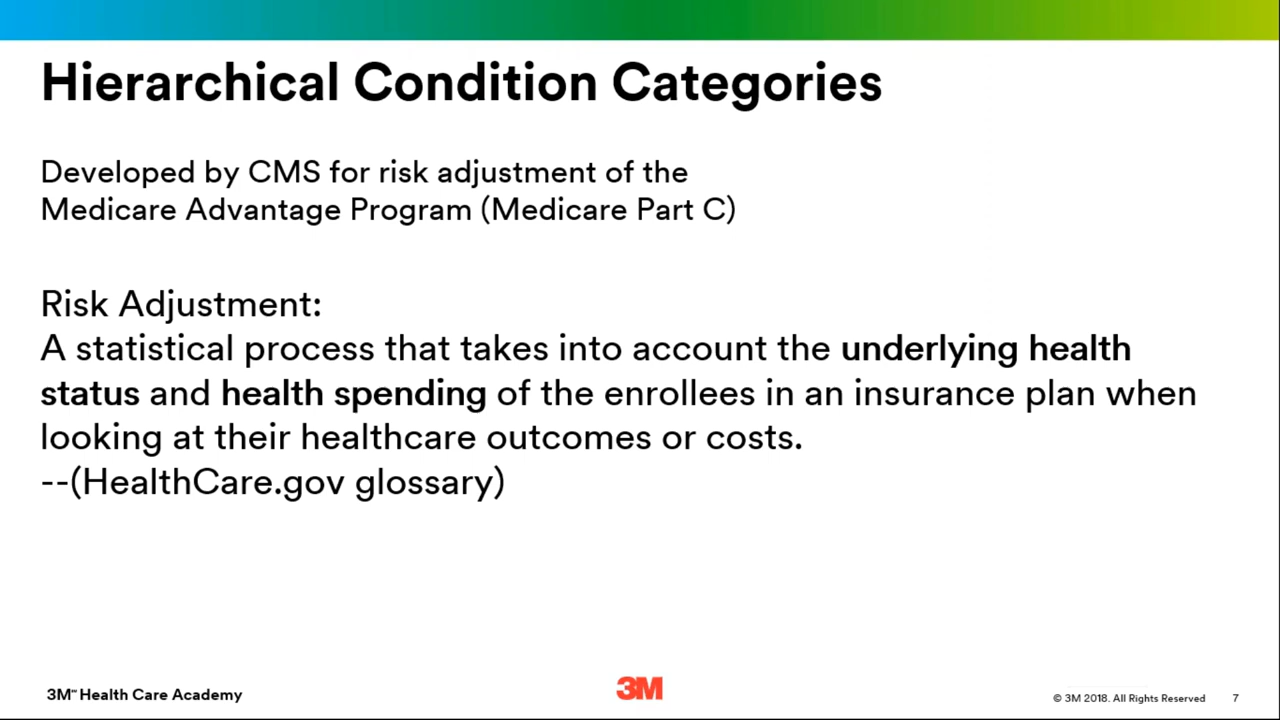 Hierarchical Condition Categories
Developed by CMS for risk adjustment of the
Medicare Advantage Program (Medicare Part C)
Risk Adjustment:
A statistical process that takes into account the underlying health
status and health spending of the enrollees in an insurance plan when
looking at their healthcare outcomes or costs.
--(HealthCare.gov glossary)
3M™ Health Care Academy
3M
© 3M 2018. All Rights Reserved 7